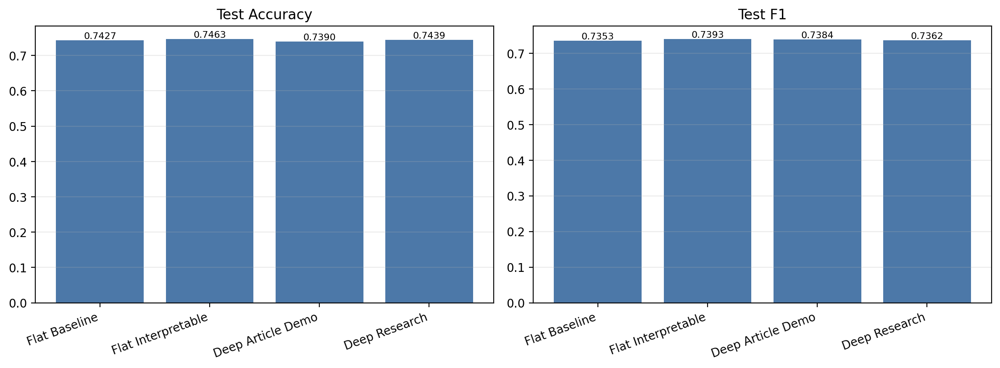 Test Accuracy
0.7427
0.7463
0.7390
0.7439
0.7
0.6
0.5
0.4
0.3
0.2
0.1
0.0
Flat Baseline
Flat Interpretable
Deep Article Demo
Deep Research
Test F1
0.7353
0.7393
0.7384
0.7362
0.7
0.6
0.5
0.4
0.3
0.2
0.1
0.0
Flat Baseline
Flat Interpretable
Deep Article Demo
Deep Research